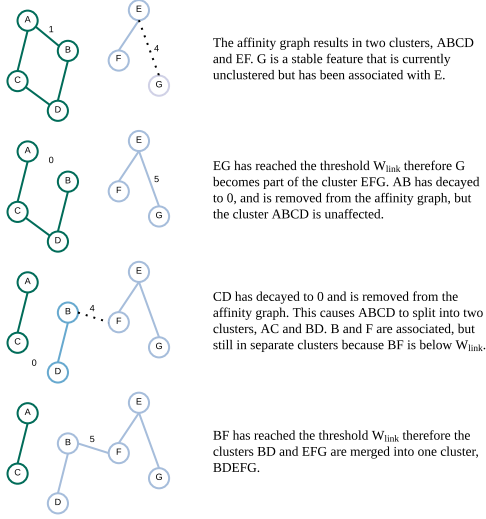 A
1
B
C
D
E
4
F
G
The affinity graph results in two clusters, ABCD
and EF. G is a stable feature that is currently
unclustered but has been associated with E.
A
0
B
C
D
E
5
F
G
EG has reached the threshold Wlink therefore G
becomes part of the cluster EFG. AB has decayed
to 0, and is removed from the affinity graph, but
the cluster ABCD is unaffected.
A
B
4
C
0
D
E
F
G
CD has decayed to 0 and is removed from the
affinity graph. This causes ABCD to split into two
clusters, AC and BD. B and F are associated, but
still in separate clusters because BF is below Wlink.
A
B
5
C
D
E
F
G
BF has reached the threshold Wlink therefore the
clusters BD and EFG are merged into one cluster,
BDEFG.